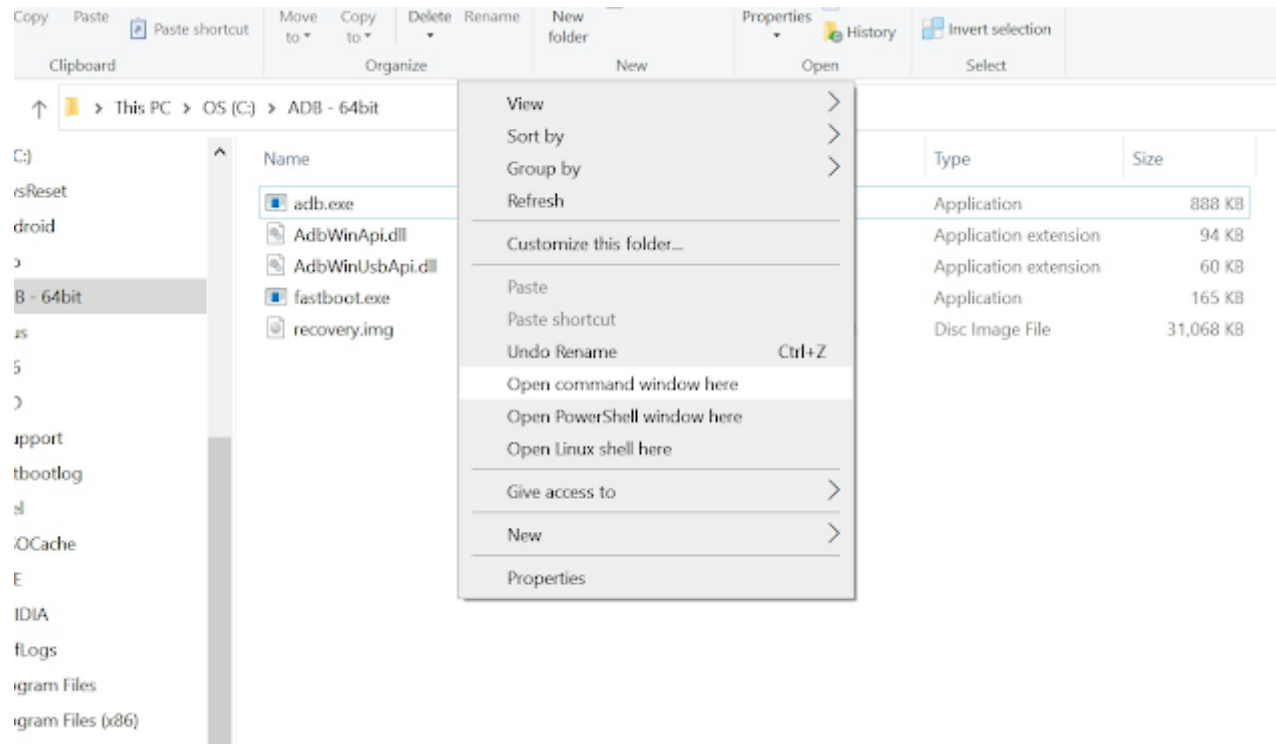 Copy Paste Paste shortcut Move to Copy to Delete Rename New folder Properties History Invert selection
Clipboard Organize New Open Select
This PC > OS (C:) > ADB - 64bit
Name Type Size
adb.exe Application 888 KB
AdbWinApi.dll Application extension 94 KB
AdbWinUsbApi.dll Application extension 60 KB
fastboot.exe Application 165 KB
recovery.img Disc Image File 31,068 KB
View
Sort by
Group by
Refresh
Customize this folder...
Paste
Paste shortcut
Undo Rename Ctrl+Z
Open command window here
Open PowerShell window here
Open Linux shell here
Give access to
New
Properties
C:)
ysReset
droid
B - 64bit
upport
tbootlog
OCache
E
IDIA
fLogs
gram Files
gram Files (x86)